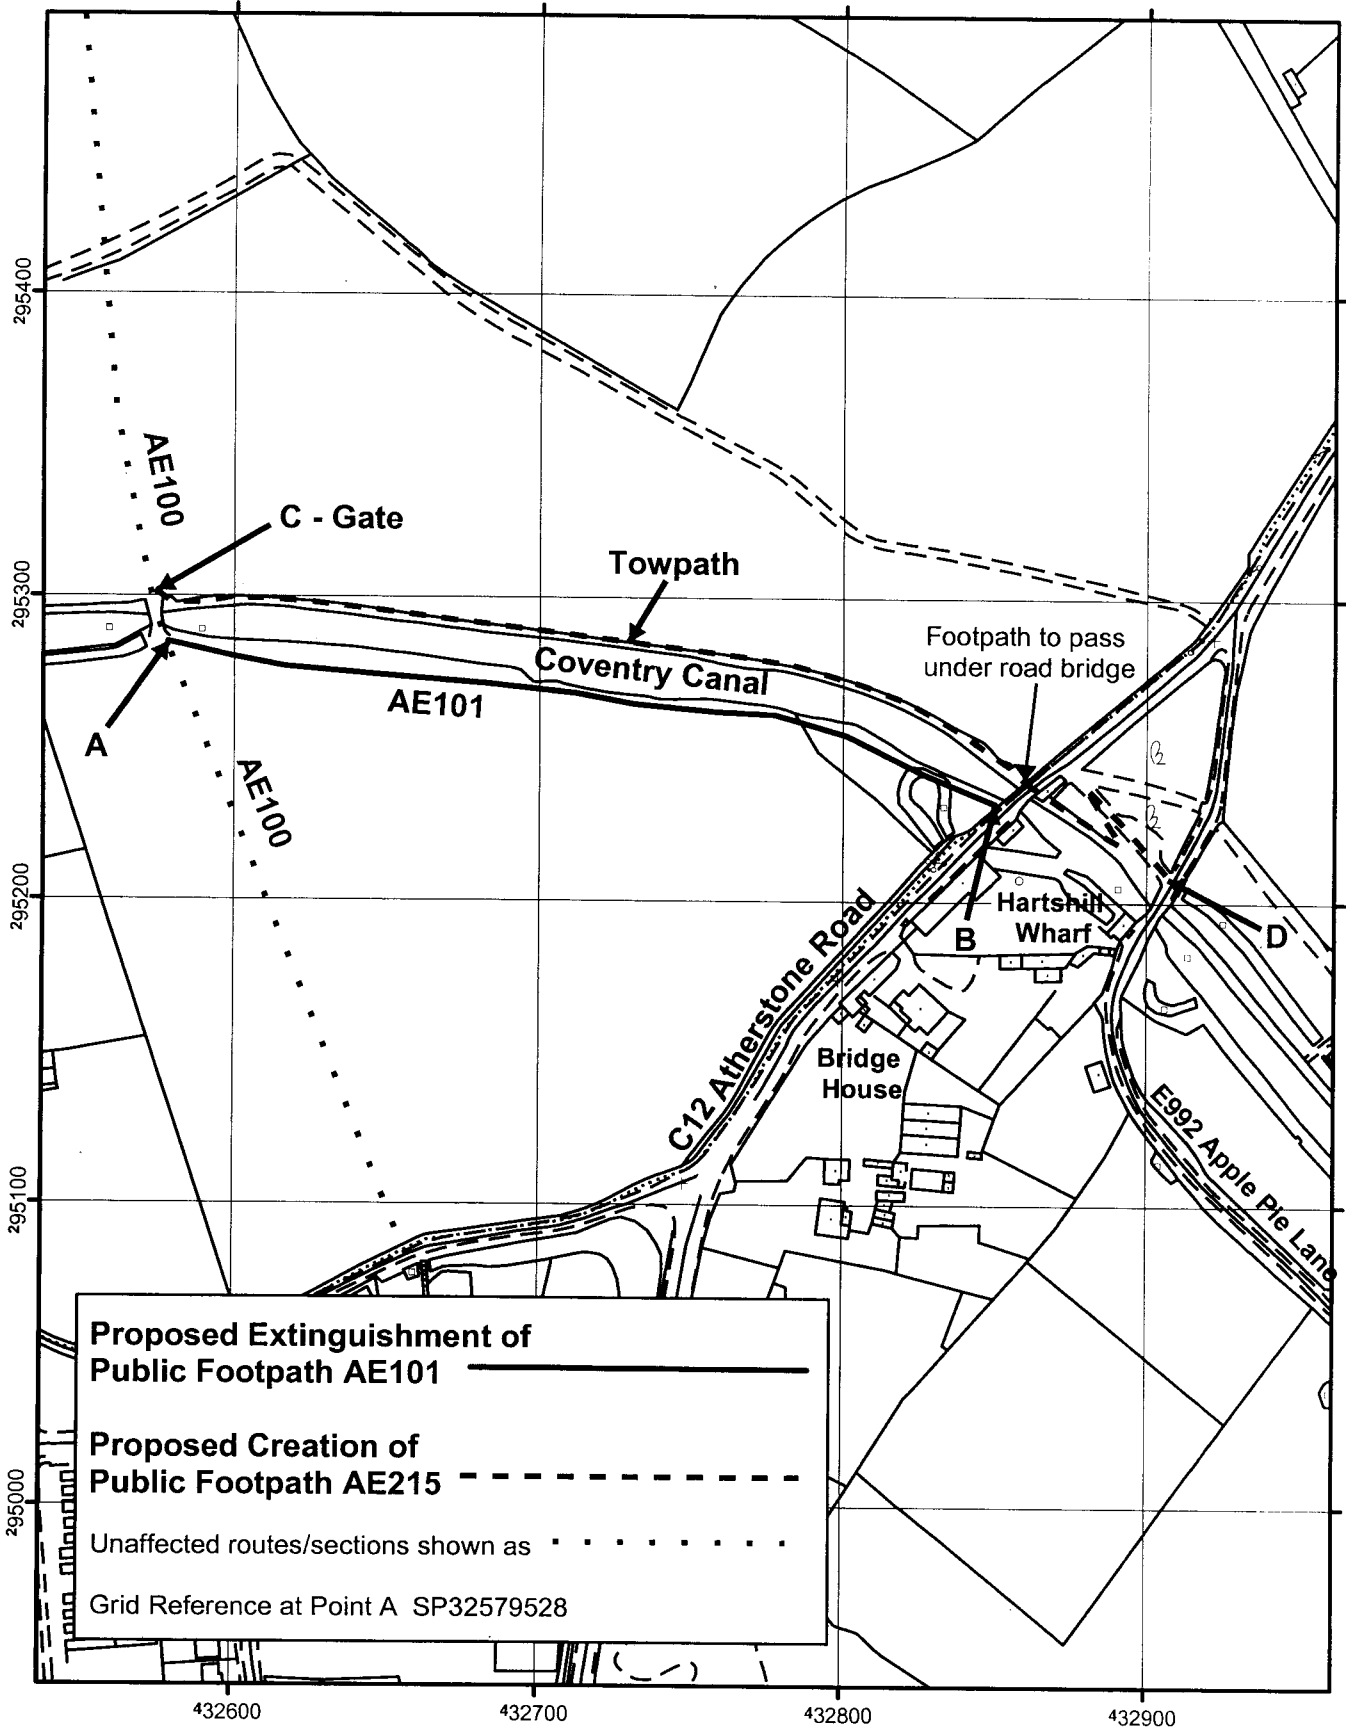 295400
AE100
C - Gate
Towpath
295300
Footpath to pass
under road bridge
Coventry Canal
AE101
A
AE100
295200
Hartshill
Wharf
B
D
C12 Atherstone Road
Bridge
House
E992 Apple Pie Lane
295100
Proposed Extinguishment of
Public Footpath AE101
Proposed Creation of
Public Footpath AE215
295000
Unaffected routes/sections shown as
Grid Reference at Point A SP32579528
432600
432700
432800
432900